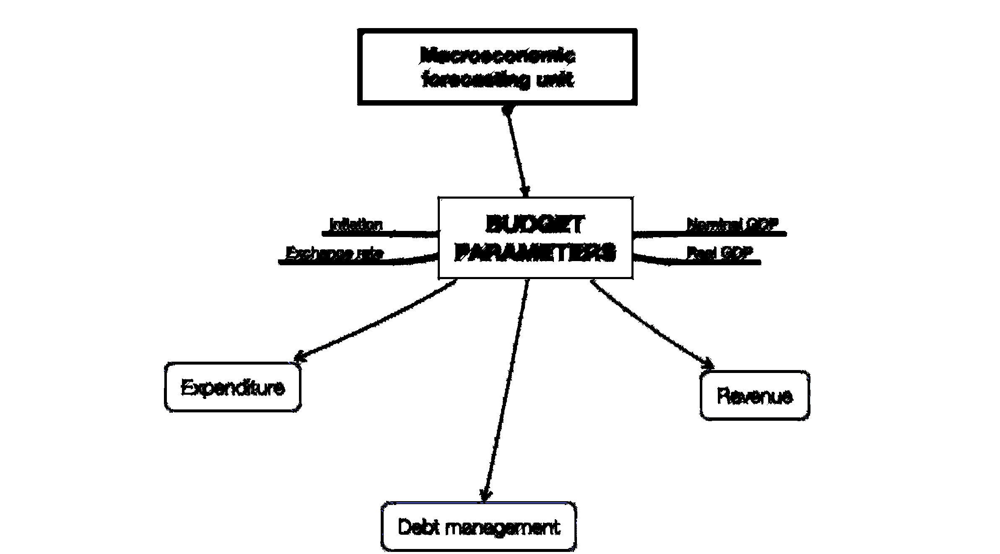 Macroeconomic
forecasting unit
BUDGET
PARAMETERS
Inflation
Exchange rate
Nominal GDP
Real GDP
Expenditure
Revenue
Debt management